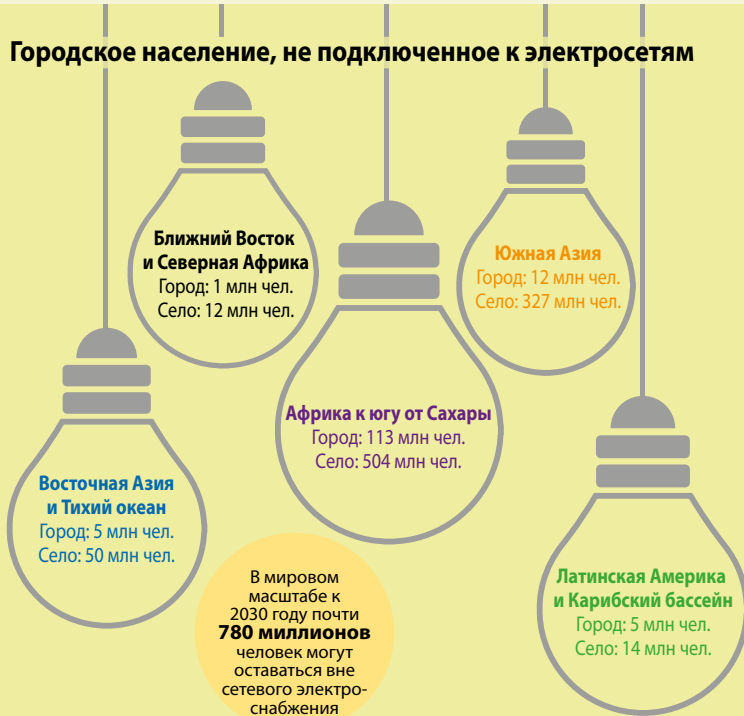 Городское население, не подключенное к электросетям
Ближний Восток
и Северная Африка
Город: 1 млн чел.
Село: 12 млн чел.
Южная Азия
Город: 12 млн чел.
Село: 327 млн чел.
Африка к югу от Сахары
Город: 113 млн чел.
Село: 504 млн чел.
Восточная Азия
и Тихий океан
Город: 5 млн чел.
Село: 50 млн чел.
Латинская Америка
и Карибский бассейн
Город: 5 млн чел.
Село: 14 млн чел.
В мировом
масштабе к
2030 году почти
780 миллионов
человек могут
оставаться вне
сетевого электро-
снабжения